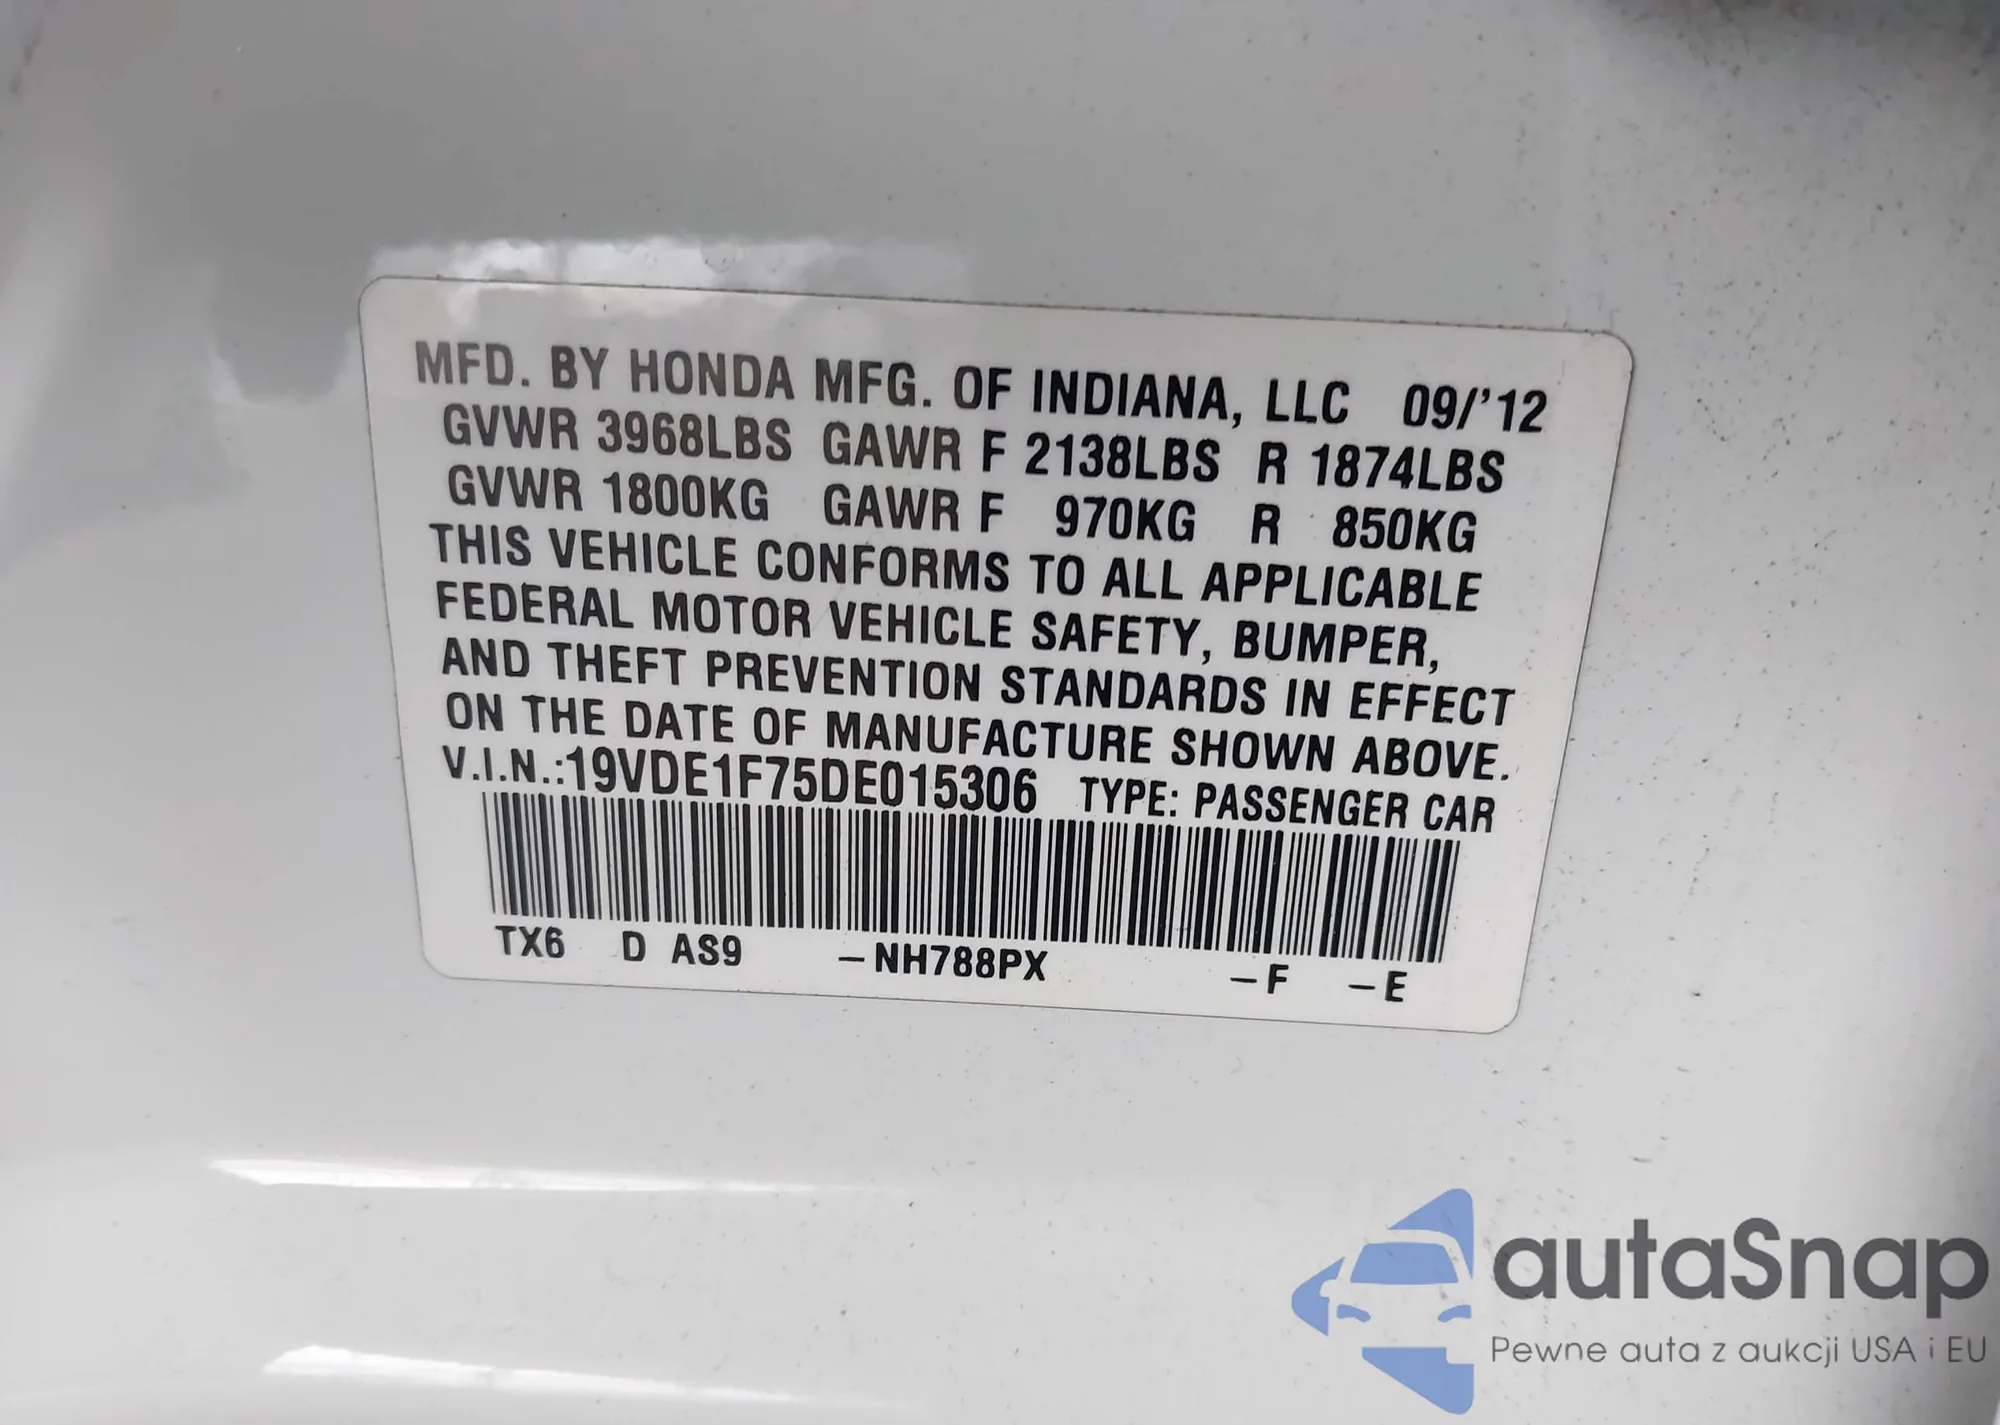 MFD. BY HONDA MFG. OF INDIANA, LLC 09/'12
GVWR 3968LBS GAWR F 2138LBS R 1874LBS
GVWR 1800KG GAWR F 970KG R 850KG
THIS VEHICLE CONFORMS TO ALL APPLICABLE
FEDERAL MOTOR VEHICLE SAFETY, BUMPER,
AND THEFT PREVENTION STANDARDS IN EFFECT
ON THE DATE OF MANUFACTURE SHOWN ABOVE.
V.I.N.:19VDE1F75DE015306 TYPE: PASSENGER CAR
TX6 D AS9 -NH788PX -F -E
autaSnap
Pewne auta z aukcji USA i EU